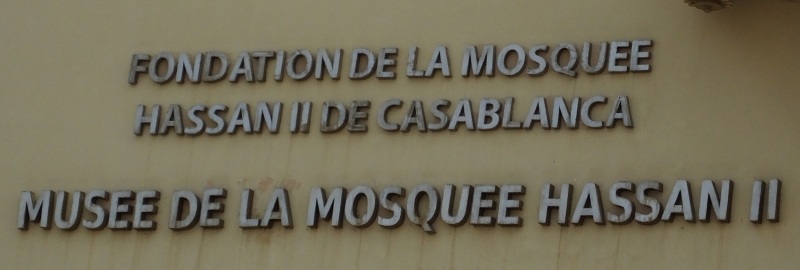 FONDATION DE LA MOSQUEE
HASSAN II DE CASABLANCA
MUSEE DE LA MOSQUEE HASSAN II